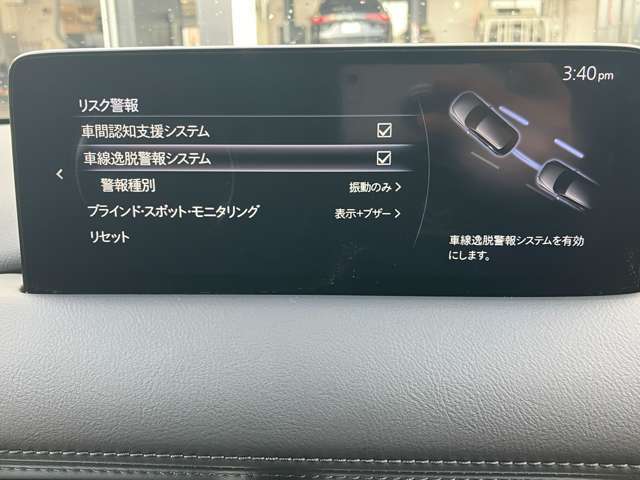 3:40pm
リスク警報
車間認知支援システム
車線逸脱警報システム
警報種別 振動のみ
ブラインド・スポット・モニタリング 表示+ブザー
リセット
車線逸脱警報システムを有効
にします。